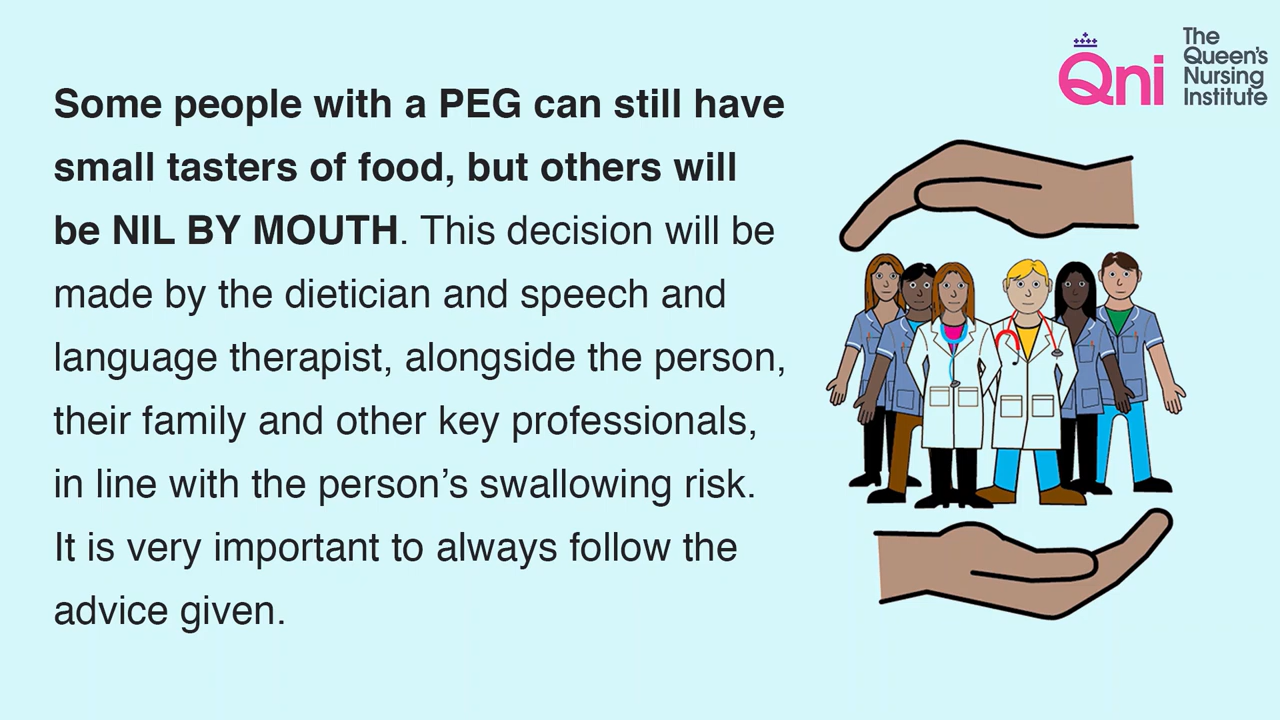 Some people with a PEG can still have
small tasters of food, but others will
be NIL BY MOUTH. This decision will be
made by the dietician and speech and
language therapist, alongside the person,
their family and other key professionals,
in line with the person’s swallowing risk.
It is very important to always follow the
advice given.
Qni
The
Queen's
Nursing
Institute